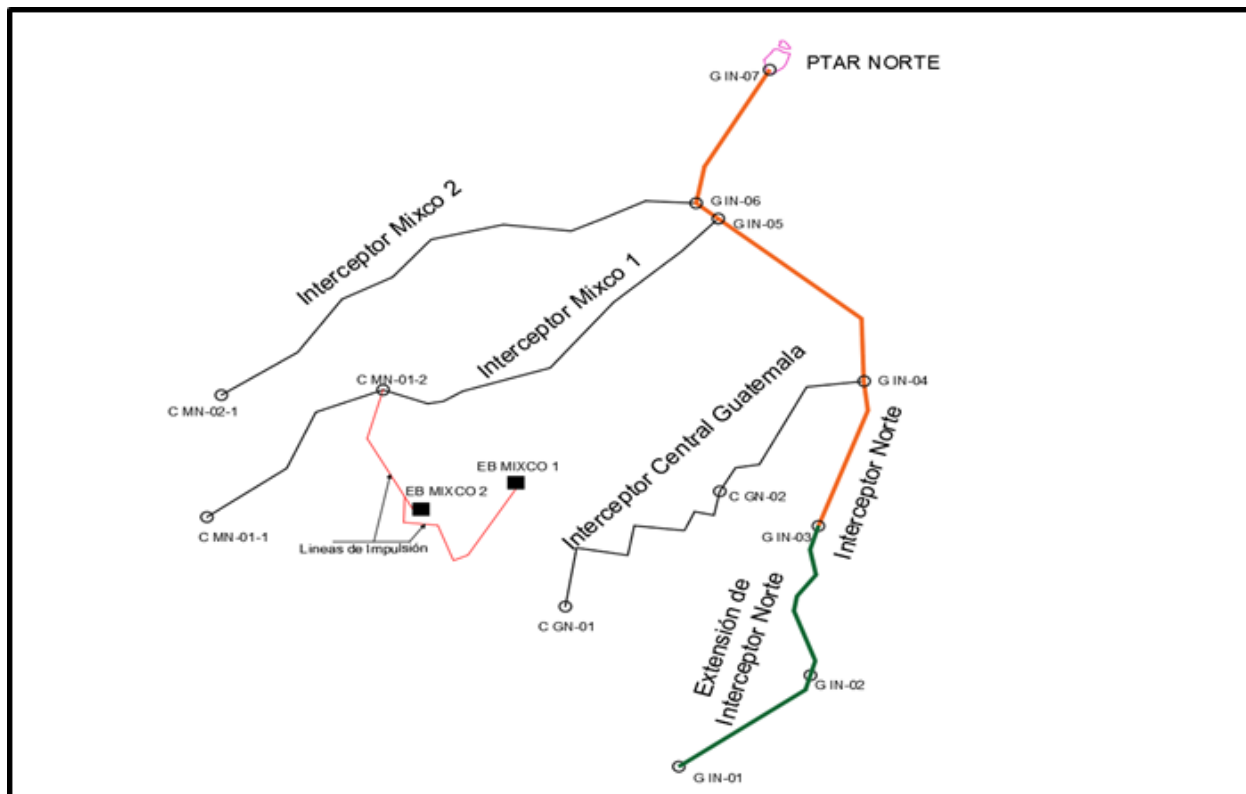 G IN-07
PTAR NORTE
Interceptor Mixco 2
G IN-06
G IN-05
Interceptor Mixco 1
C MN-02-1
C MN-01-2
G IN-04
Interceptor Central Guatemala
Interceptor Norte
EB MIXCO 1
EB MIXCO 2
C GN-02
C MN-01-1
Lineas de Impulsión
G IN-03
C GN-01
Extensión de
Interceptor Norte
G IN-02
G IN-01